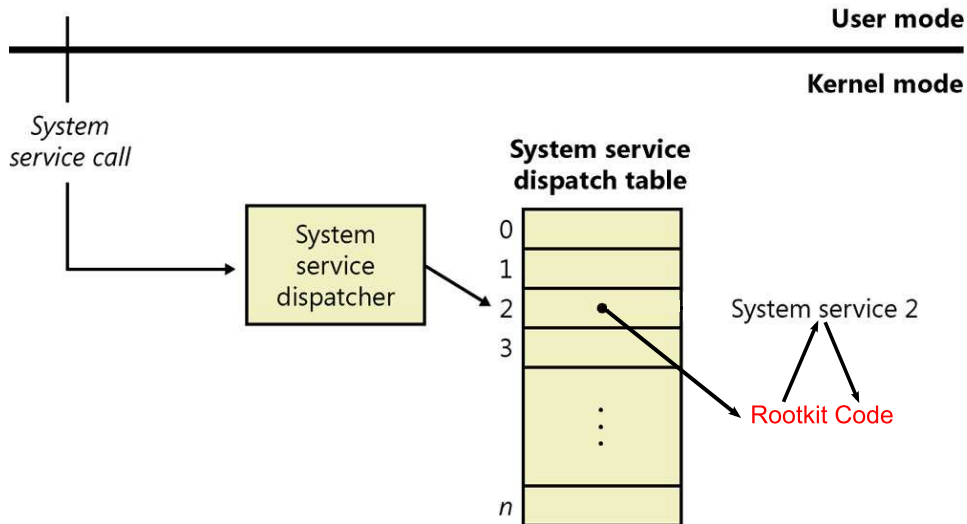 User mode
Kernel mode
System
service call
System service
dispatch table
System
service
dispatcher
0
1
2
3
n
System service 2
Rootkit Code